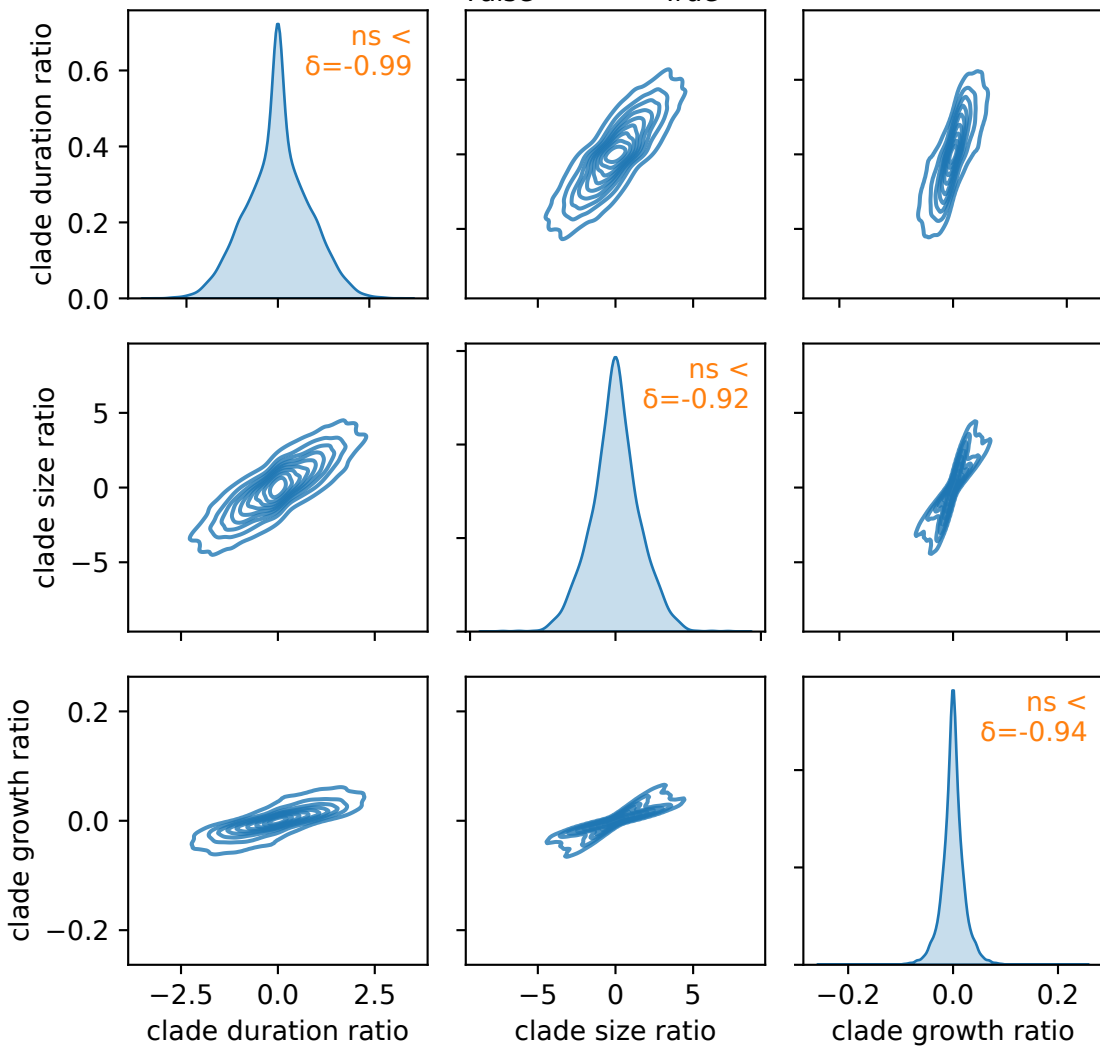 clade duration ratio
0.6
0.4
0.2
0.0
ns <
δ=-0.99
clade size ratio
5
0
−5
ns <
δ=-0.92
clade growth ratio
0.2
0.0
−0.2
ns <
δ=-0.94
−2.5 0.0 2.5
clade duration ratio
−5 0 5
clade size ratio
−0.2 0.0 0.2
clade growth ratio